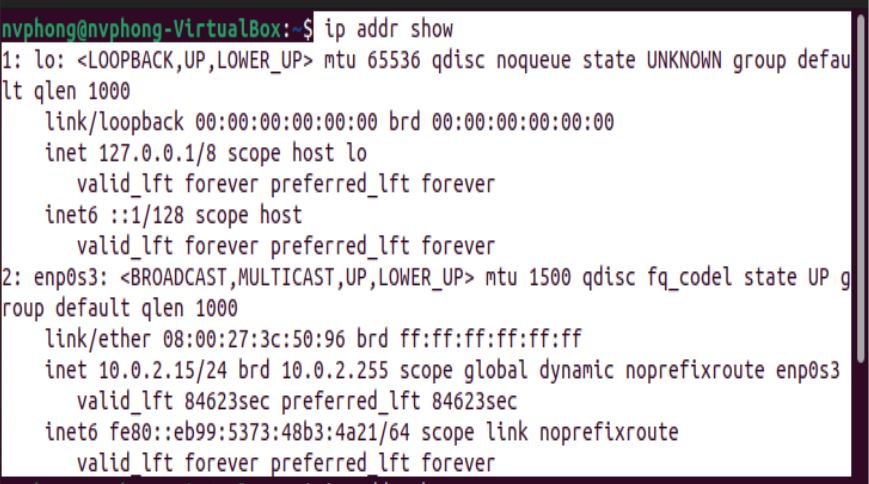 nvphong@nvphong-VirtualBox:~$ ip addr show
1: lo: <LOOPBACK,UP,LOWER_UP> mtu 65536 qdisc noqueue state UNKNOWN group defau
lt qlen 1000
    link/loopback 00:00:00:00:00:00 brd 00:00:00:00:00:00
    inet 127.0.0.1/8 scope host lo
       valid_lft forever preferred_lft forever
    inet6 ::1/128 scope host
       valid_lft forever preferred_lft forever
2: enp0s3: <BROADCAST,MULTICAST,UP,LOWER_UP> mtu 1500 qdisc fq_codel state UP g
roup default qlen 1000
    link/ether 08:00:27:3c:50:96 brd ff:ff:ff:ff:ff:ff
    inet 10.0.2.15/24 brd 10.0.2.255 scope global dynamic noprefixroute enp0s3
       valid_lft 84623sec preferred_lft 84623sec
    inet6 fe80::eb99:5373:48b3:4a21/64 scope link noprefixroute
       valid_lft forever preferred_lft forever